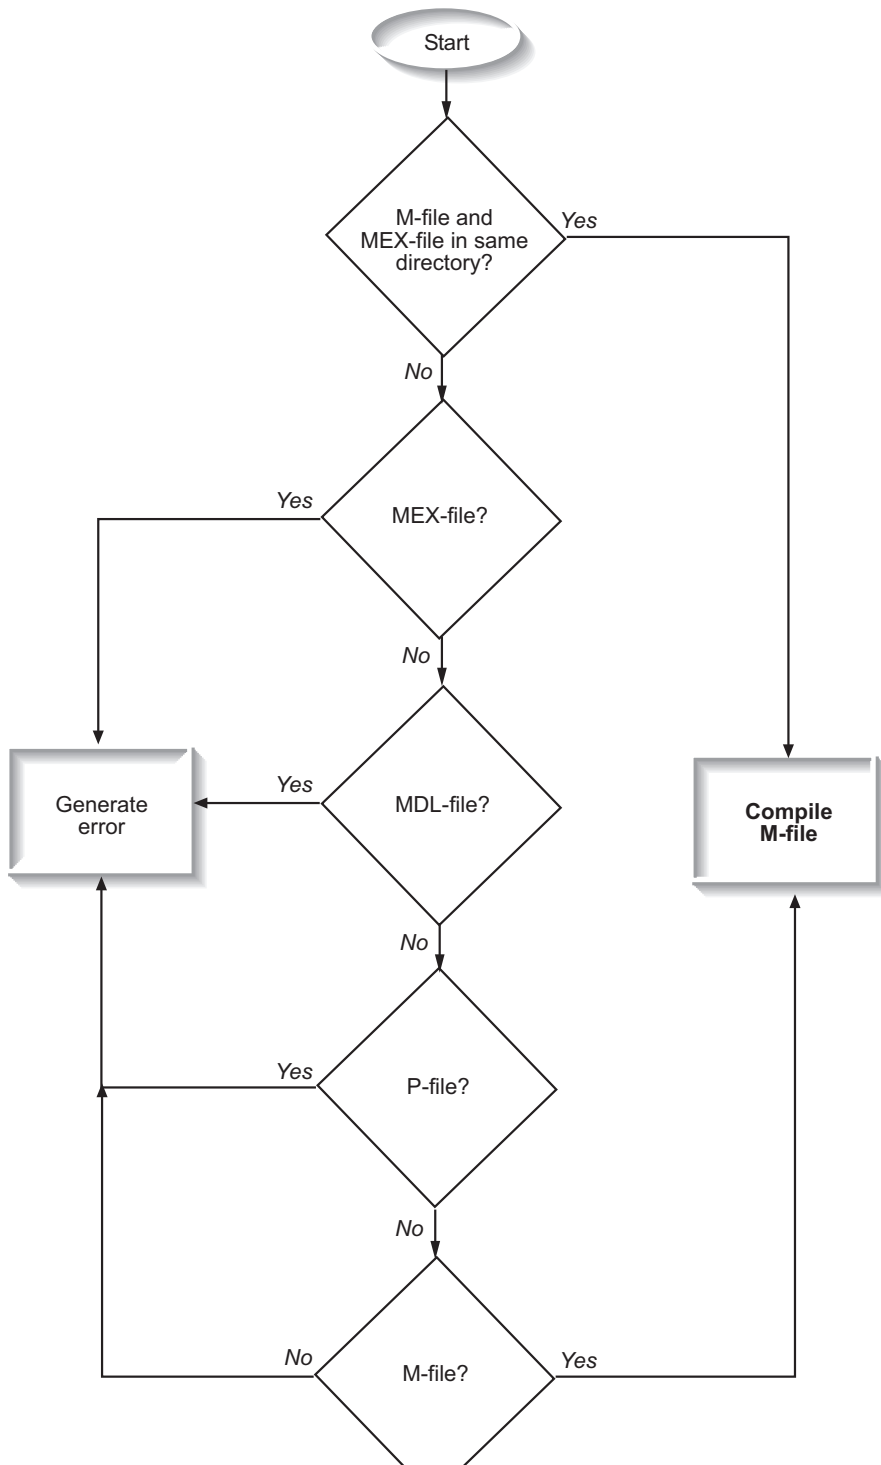 Start
M-file and
MEX-file in same
directory?
Yes
No
MEX-file?
Yes
No
Generate
error
Yes
MDL-file?
Compile
M-file
No
Yes
P-file?
No
No
M-file?
Yes